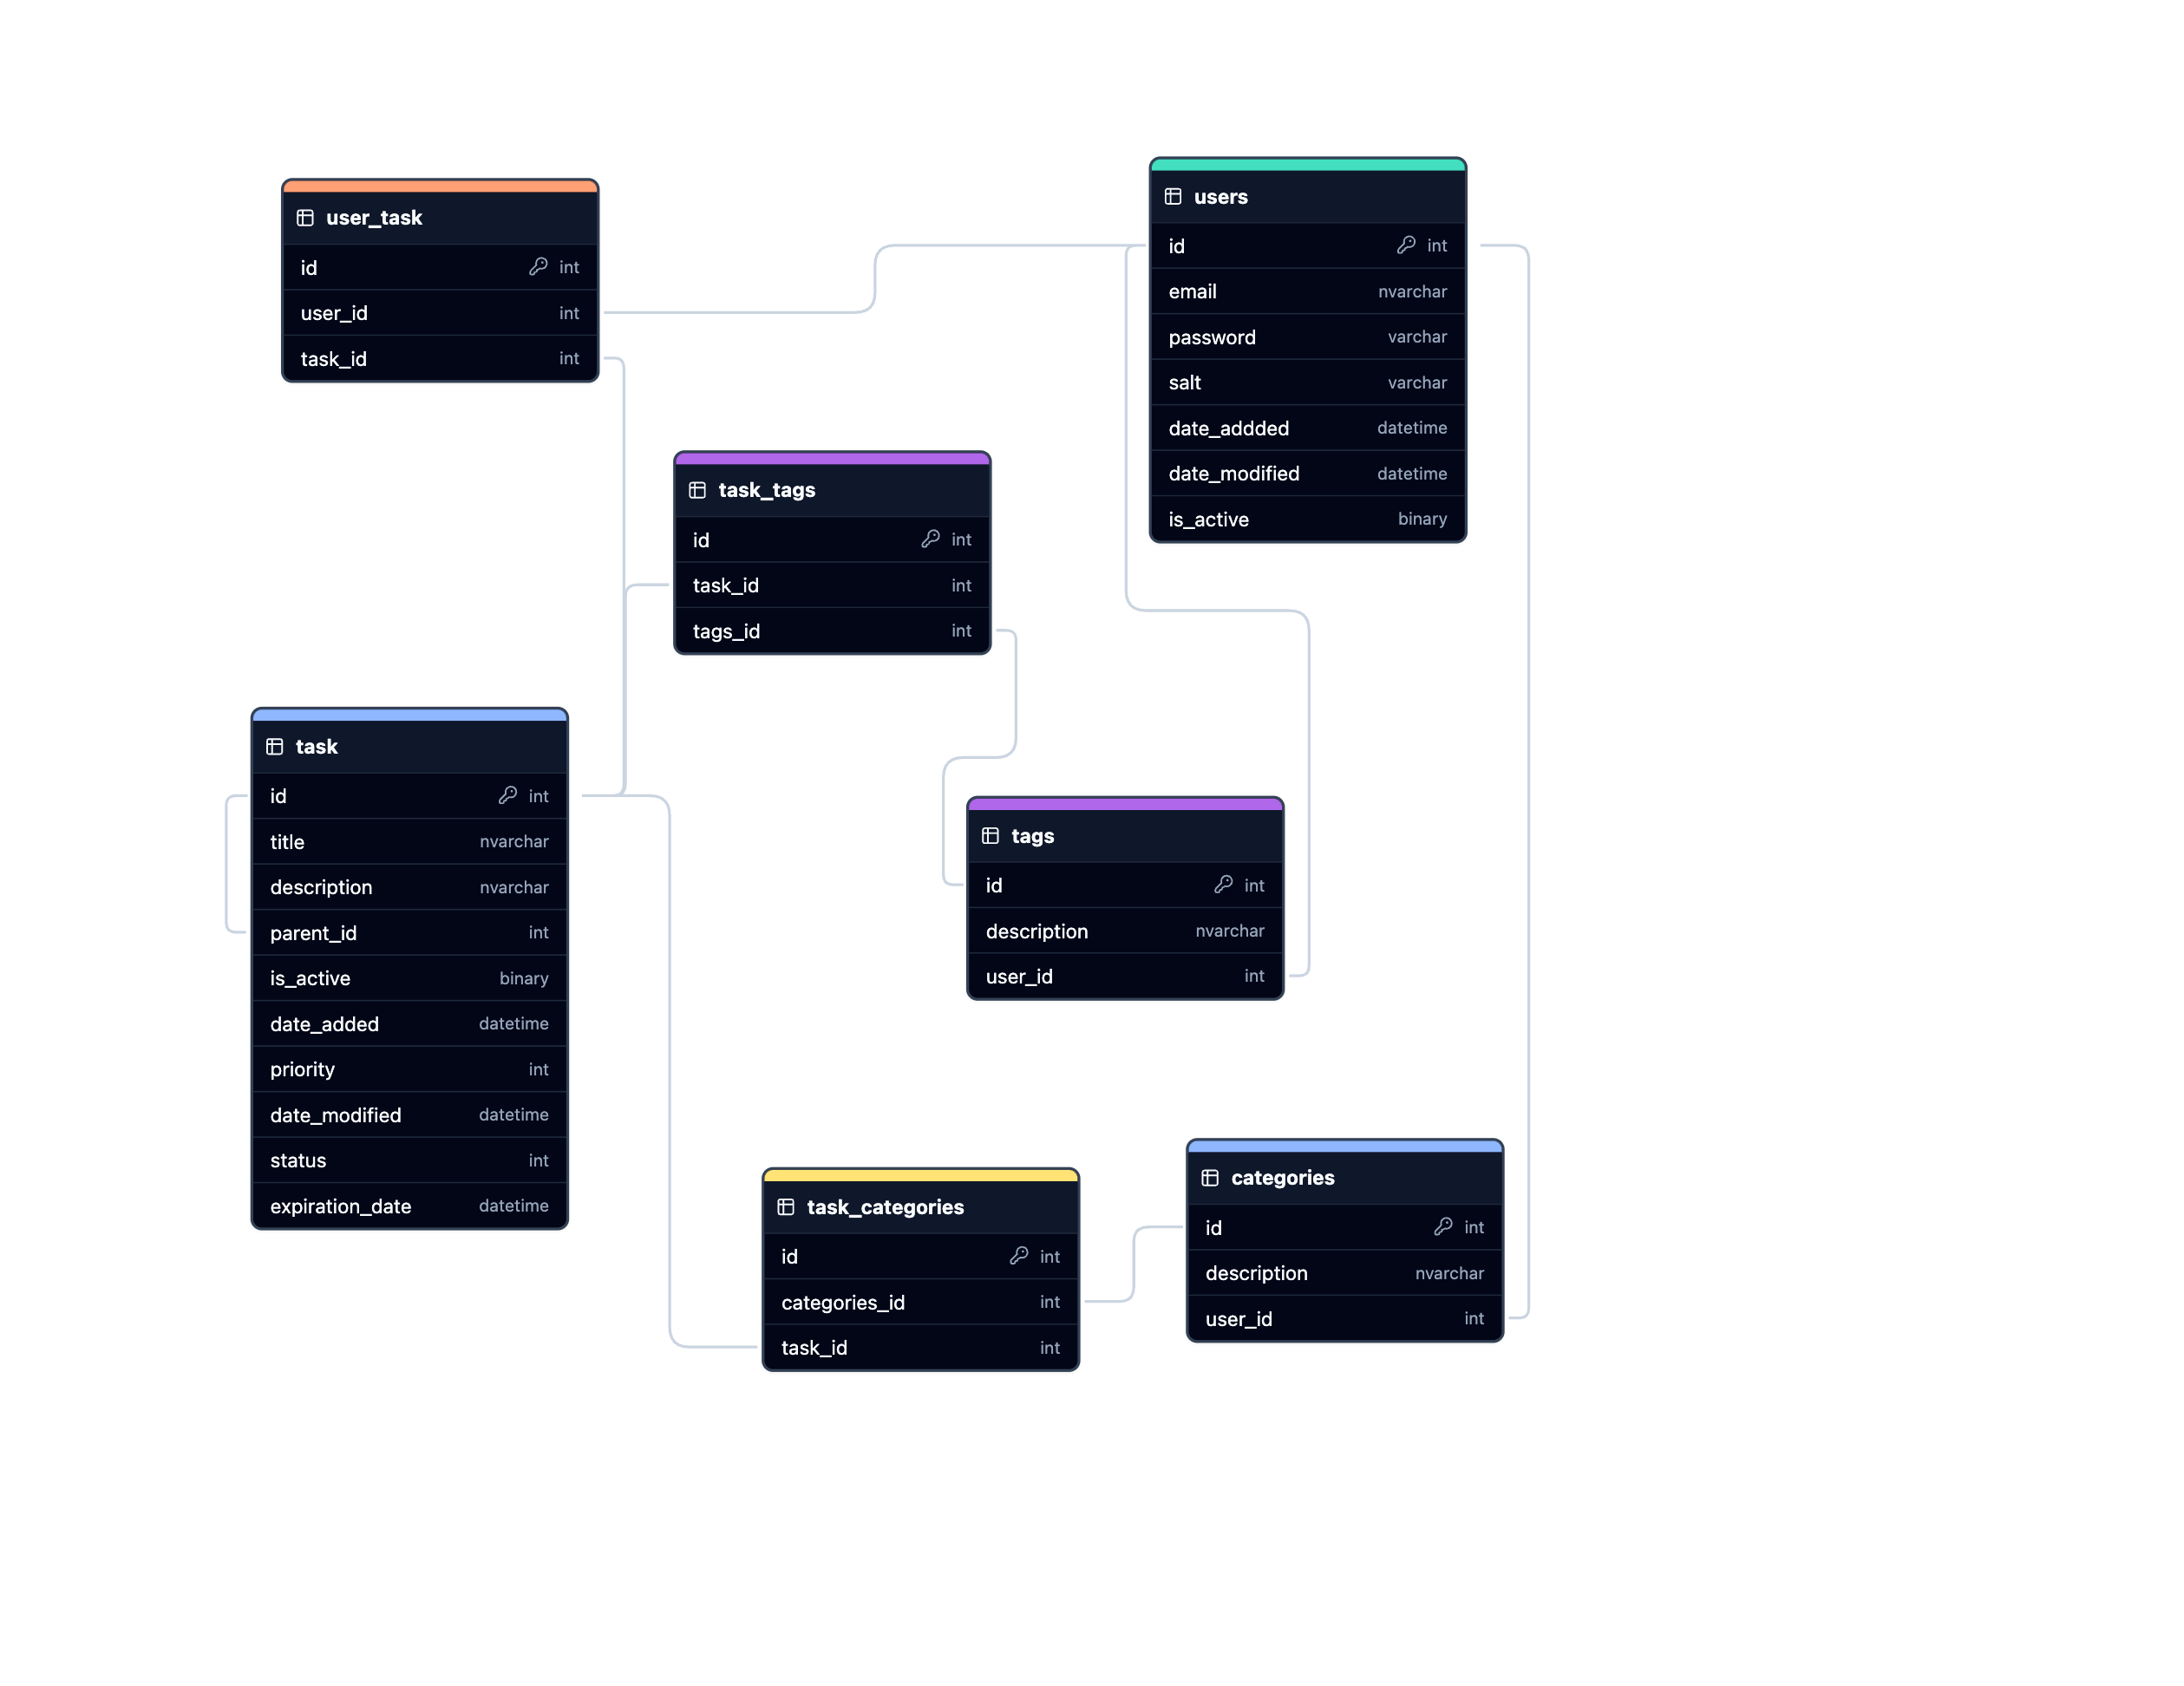 user_task
id int
user_id int
task_id int
users
id int
email nvarchar
password varchar
salt varchar
date_addded datetime
date_modified datetime
is_active binary
task_tags
id int
task_id int
tags_id int
task
id int
title nvarchar
description nvarchar
parent_id int
is_active binary
date_added datetime
priority int
date_modified datetime
status int
expiration_date datetime
tags
id int
description nvarchar
user_id int
task_categories
id int
categories_id int
task_id int
categories
id int
description nvarchar
user_id int